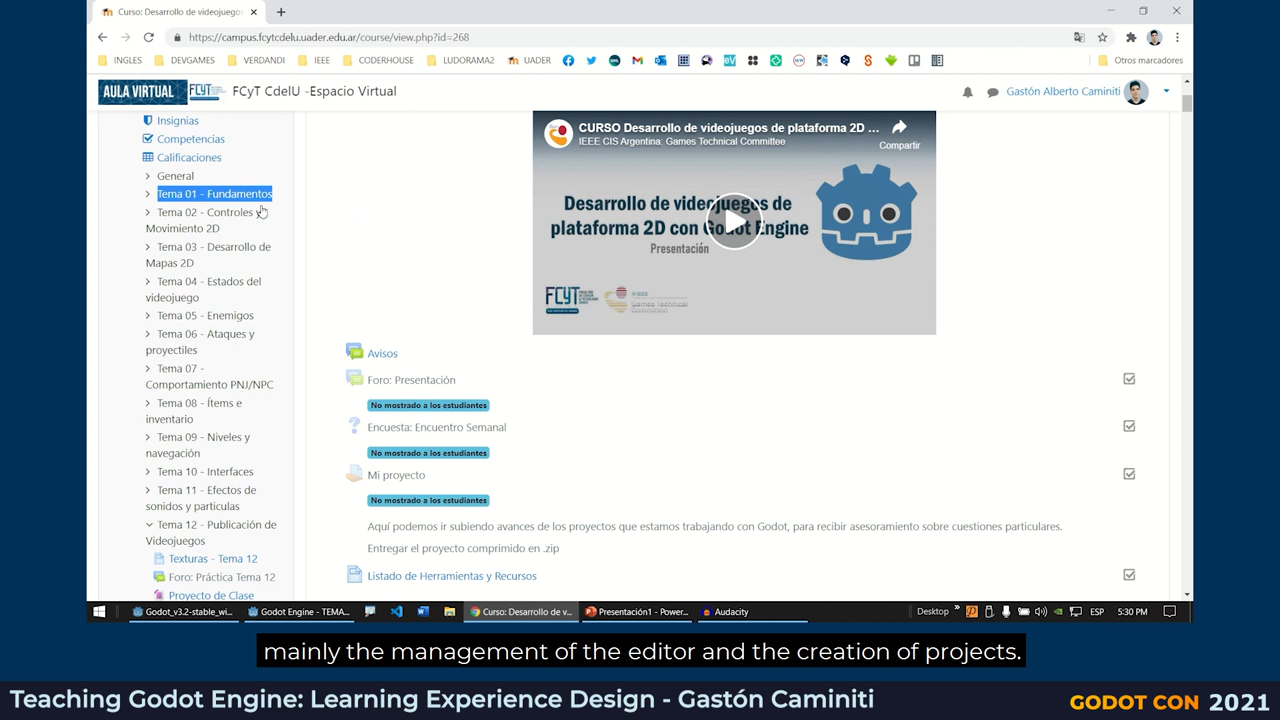 Curso: Desarrollo de videojuegos
https://campus.fcytcdelu.uader.edu.ar/course/view.php?id=268
INGLES
DEVGAMES
VERDANDI
IEEE
CODERHOUSE
LUDORAMA2
UADER
Otros marcadores
AULA VIRTUAL
FCyT
FCyT CdelU -Espacio Virtual
Gastón Alberto Caminiti
Insignias
Competencias
Calificaciones
General
Tema 01 - Fundamentos
Tema 02 - Controles y
Movimiento 2D
Tema 03 - Desarrollo de
Mapas 2D
Tema 04 - Estados del
videojuego
Tema 05 - Enemigos
Tema 06 - Ataques y
proyectiles
Tema 07 -
Comportamiento PNJ/NPC
Tema 08 - Ítems e
inventario
Tema 09 - Niveles y
navegación
Tema 10 - Interfaces
Tema 11 - Efectos de
sonidos y particulas
Tema 12 - Publicación de
Videojuegos
Texturas - Tema 12
Foro: Práctica Tema 12
Proyecto de Clase
CURSO Desarrollo de videojuegos de plataforma 2D ...
IEEE CIS Argentina: Games Technical Committee
Compartir
Desarrollo de videojuegos de
plataforma 2D con Godot Engine
Presentación
FCyT
IEEE
Games Technical
Committee
Avisos
Foro: Presentación
No mostrado a los estudiantes
Encuesta: Encuentro Semanal
No mostrado a los estudiantes
Mi proyecto
No mostrado a los estudiantes
Aquí podemos ir subiendo avances de los proyectos que estamos trabajando con Godot, para recibir asesoramiento sobre cuestiones particulares.
Entregar el proyecto comprimido en .zip
Listado de Herramientas y Recursos
Godot_v3.2-stable_wi...
Godot Engine - TEMA...
Curso: Desarrollo de v...
Presentación1 - Power...
Audacity
Desktop
ESP
5:30 PM
mainly the management of the editor and the creation of projects.
Teaching Godot Engine: Learning Experience Design - Gastón Caminiti
GODOT CON 2021